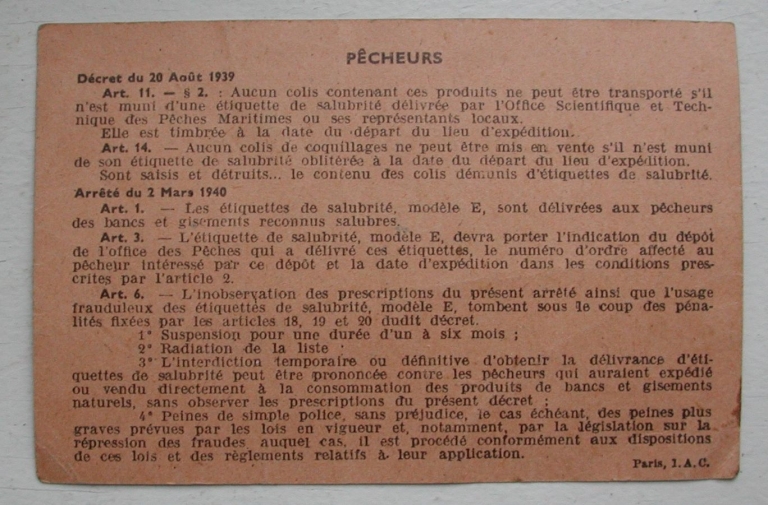 PÊCHEURS
Décret du 20 Août 1939
Art. 11. — § 2. : Aucun colis contenant ces produits ne peut être transporté s'il
n'est muni d'une étiquette de salubrité délivrée par l'Office Scientifique et Tech-
nique des Pêches Maritimes ou ses représentants locaux.
Elle est timbrée à la date du départ du lieu d'expédition.
Art. 14. — Aucun colis de coquillages ne peut être mis en vente s'il n'est muni
de son étiquette de salubrité oblitérée à la date du départ du lieu d'expédition.
Sont saisis et détruits... le contenu des colis démunis d'étiquettes de salubrité.
Arrêté du 2 Mars 1940
Art. 1. — Les étiquettes de salubrité, modèle E, sont délivrées aux pêcheurs
des bancs et gisements reconnus salubres.
Art. 3. — L'étiquette de salubrité, modèle E, devra porter l'indication du dépôt
de l'office des Pêches qui a délivré ces étiquettes, le numéro d'ordre affecté au
pêcheur intéressé par ce dépôt et la date d'expédition dans les conditions pres-
crites par l'article 2.
Art. 6. — L'inobservation des prescriptions du présent arrêté ainsi que l'usage
frauduleux des étiquettes de salubrité, modèle E, tombent sous le coup des péna-
lités fixées par les articles 18, 19 et 20 dudit décret.
1° Suspension pour une durée d'un à six mois ;
2° Radiation de la liste ;
3° L'interdiction temporaire ou définitive d'obtenir la délivrance d'éti-
quettes de salubrité peut être prononcée contre les pêcheurs qui auraient expédié
ou vendu directement à la consommation des produits de bancs et gisements
naturels, sans observer les prescriptions du présent décret ;
4° Peines de simple police, sans préjudice, le cas échéant, des peines plus
graves prévues par les lois en vigueur et, notamment, par la législation sur la
répression des fraudes auquel cas, il est procédé conformément aux dispositions
de ces lois et des règlements relatifs à leur application.
Paris, I. A. C.